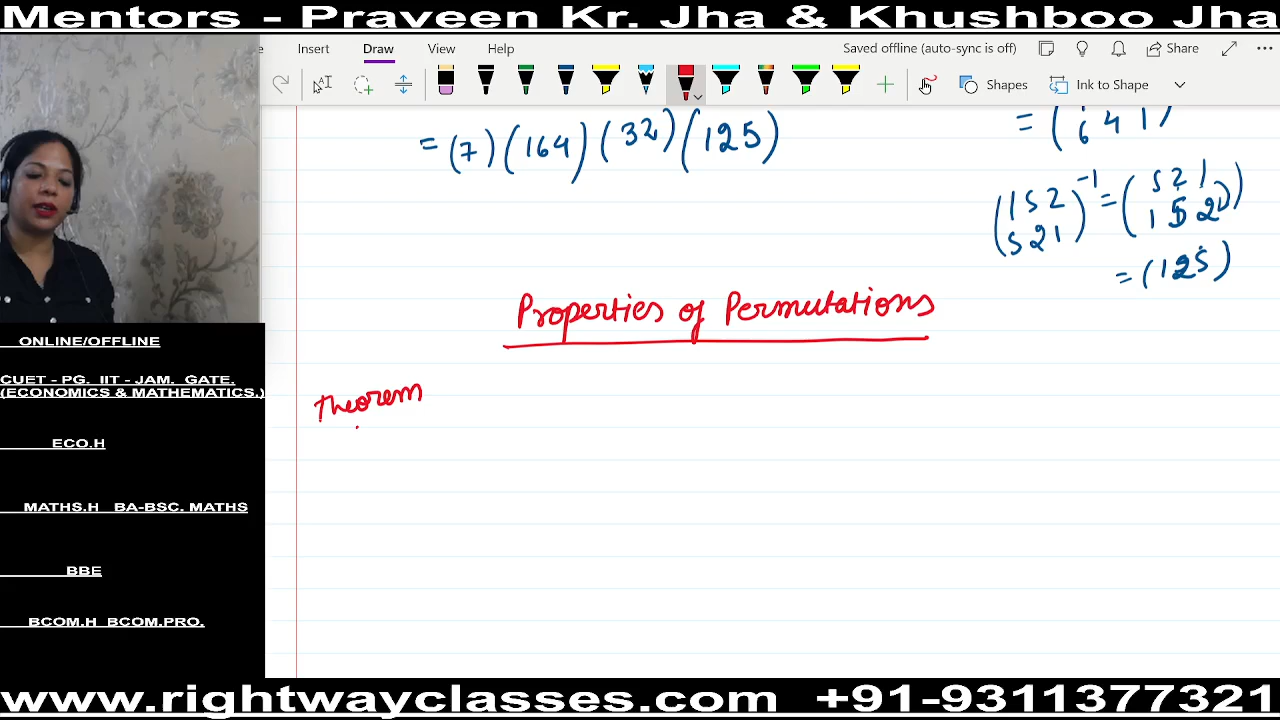 Mentors - Praveen Kr. Jha & Khushboo Jha
Insert Draw View Help Saved offline (auto-sync is off) Share
Shapes Ink to Shape
= (7) (164) (32) (125)
= ( 6 4 1 )
(1 5 2)⁻¹ = (5 2 1)
(5 2 1) (1 5 2)
= (125)
Properties of Permutations
Theorem
ONLINE/OFFLINE
CUET - PG. IIT - JAM. GATE.
(ECONOMICS & MATHEMATICS.)
ECO.H
MATHS.H BA-BSC. MATHS
BBE
BCOM.H BCOM.PRO.
www.rightwayclasses.com +91-9311377321